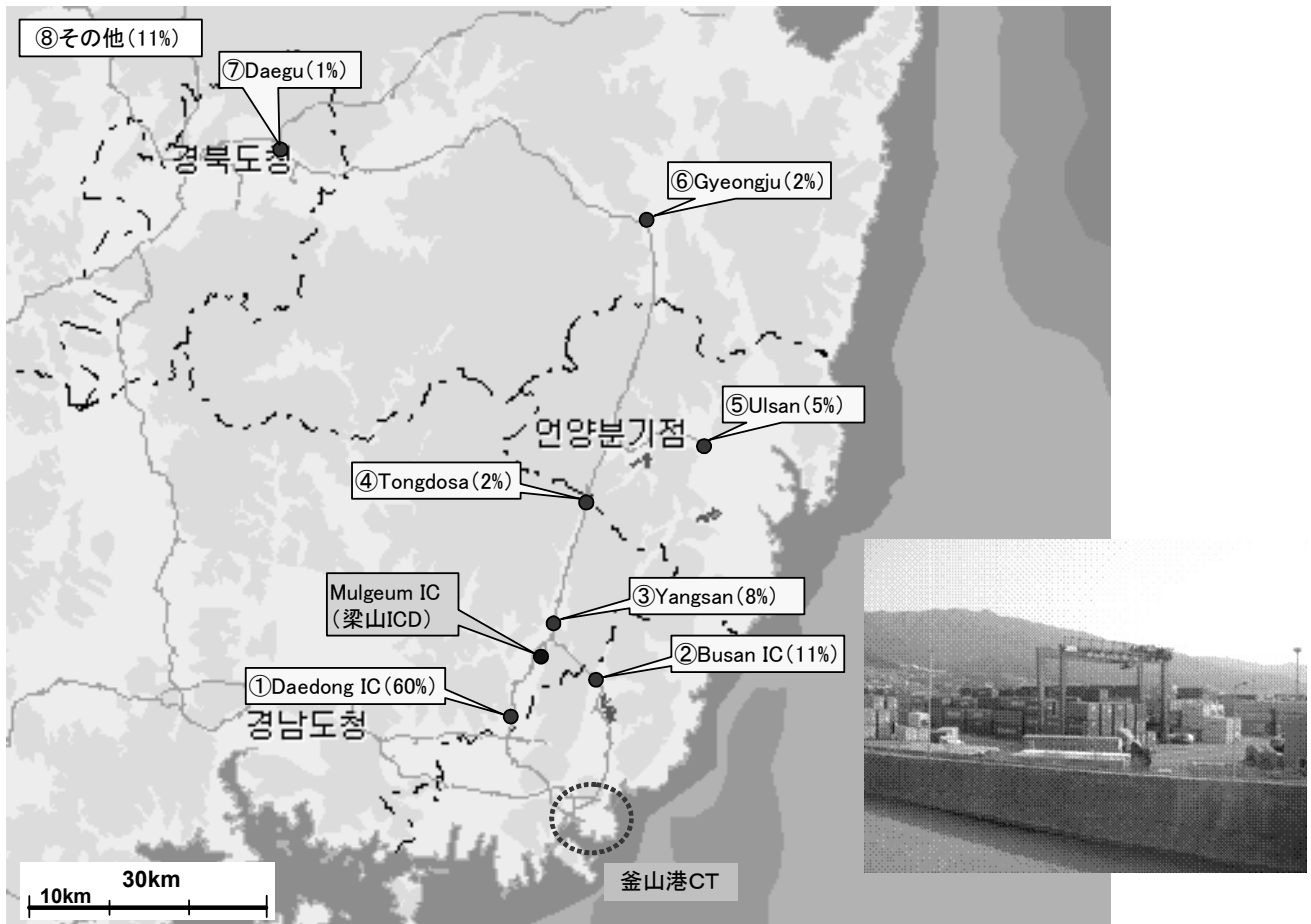 ⑧その他(11%)
⑦Daegu(1%)
경북도청
⑥Gyeongju(2%)
⑤Ulsan(5%)
언양분기점
④Tongdosa(2%)
Mulgeum IC
(梁山ICD)
③Yangsan(8%)
②Busan IC(11%)
①Daedong IC(60%)
경남도청
釜山港CT
30km
10km